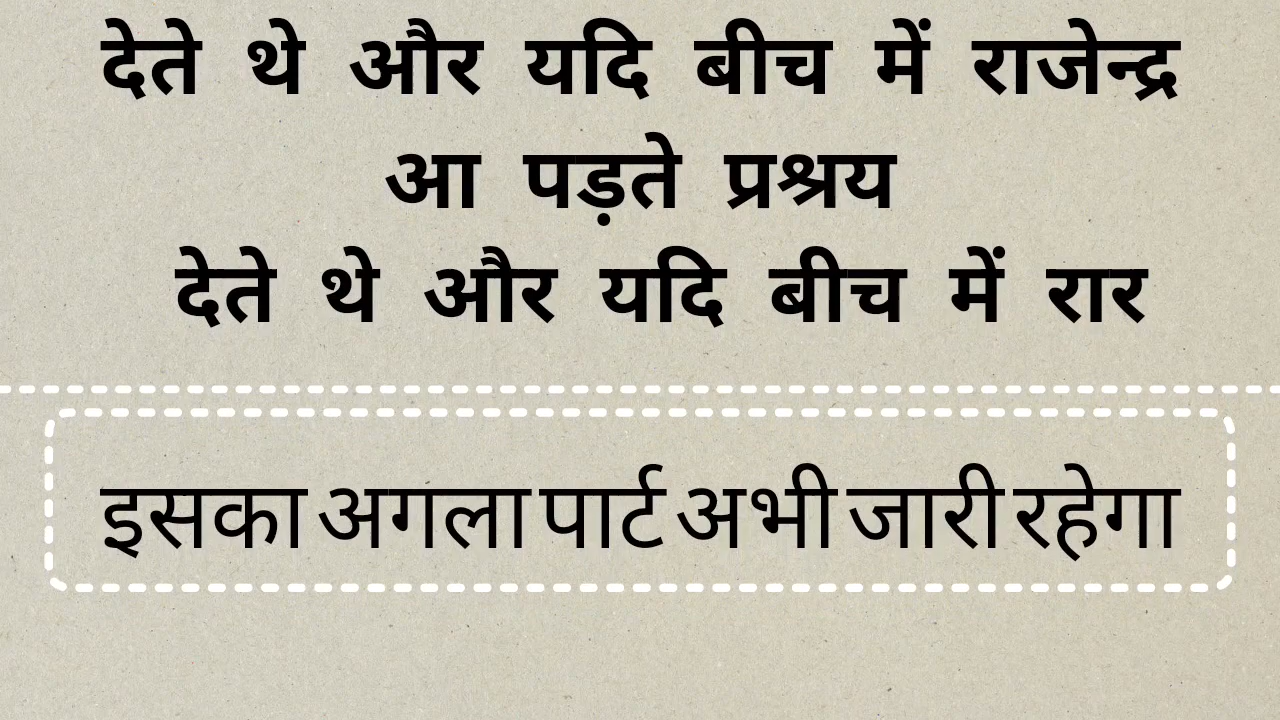 देते थे और यदि बीच में राजेन्द्र
आ पड़ते प्रश्रय
देते थे और यदि बीच में रार
इसका अगला पार्ट अभी जारी रहेगा